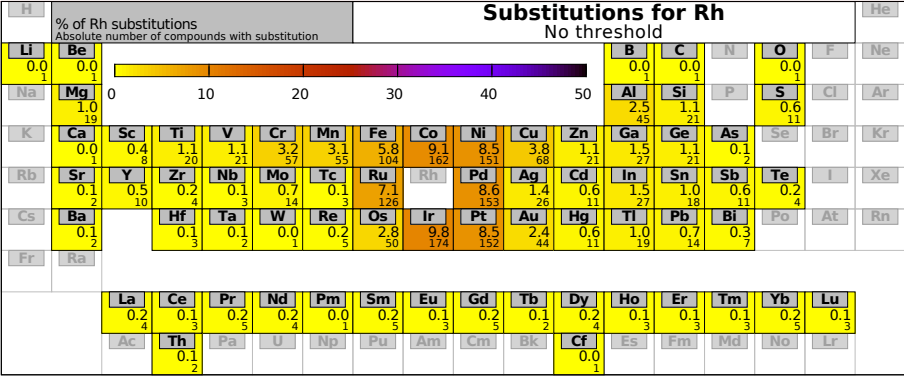 H
% of Rh substitutions
Absolute number of compounds with substitution
Substitutions for Rh
No threshold
He
Li Be B C N O F Ne
0.0 0.0 0.0 0.0 0.0
1 1 1 1 1
0 10 20 30 40 50
Na Mg Al Si P S Cl Ar
1.0 2.5 1.1 0.6
19 45 21 11
K Ca Sc Ti V Cr Mn Fe Co Ni Cu Zn Ga Ge As Se Br Kr
0.0 0.4 1.1 1.1 3.2 3.1 5.8 9.1 8.5 3.8 1.1 1.5 1.1 0.1
1 8 20 21 57 55 104 162 151 68 21 27 21 2
Rb Sr Y Zr Nb Mo Tc Ru Rh Pd Ag Cd In Sn Sb Te I Xe
0.1 0.5 0.2 0.1 0.7 0.1 7.1 8.6 1.4 0.6 1.5 1.0 0.6 0.2
2 10 4 3 14 3 126 153 26 11 27 18 11 4
Cs Ba Hf Ta W Re Os Ir Pt Au Hg Tl Pb Bi Po At Rn
0.1 0.1 0.1 0.0 0.2 2.8 9.8 8.5 2.4 0.6 1.0 0.7 0.3
2 3 2 1 5 50 174 152 44 11 19 14 7
Fr Ra
La Ce Pr Nd Pm Sm Eu Gd Tb Dy Ho Er Tm Yb Lu
0.2 0.1 0.2 0.2 0.0 0.2 0.1 0.2 0.1 0.2 0.1 0.1 0.1 0.2 0.1
4 3 5 4 1 5 3 5 2 4 3 3 3 5 3
Ac Th Pa U Np Pu Am Cm Bk Cf Es Fm Md No Lr
0.1 0.0
2 1